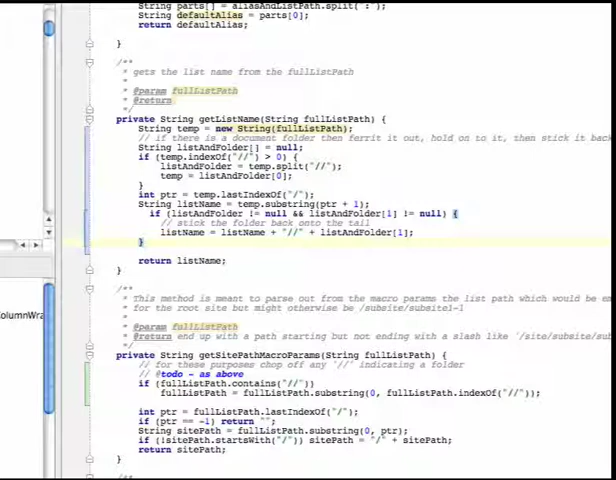 String parts[] = aliasAndListPath.split(":");
String defaultAlias = parts[0];
return defaultAlias;
}
/**
* gets the list name from the fullListPath
*
* @param fullListPath
* @return
*/
private String getListName(String fullListPath) {
String temp = new String(fullListPath);
// if there is a document folder then ferrit it out, hold on to it, then stick it back
String listAndFolder[] = null;
if (temp.indexOf("//") > 0) {
listAndFolder = temp.split("//");
temp = listAndFolder[0];
}
int ptr = temp.lastIndexOf("/");
String listName = temp.substring(ptr + 1);
if (listAndFolder != null && listAndFolder[1] != null) {
// stick the folder back onto the tail
listName = listName + "//" + listAndFolder[1];
}
return listName;
}
/**
* This method is meant to parse out from the macro params the list path which would be em
* for the root site but might otherwise be /subsite/subsite1-1
*
* @param fullListPath
* @return end up with a path starting but not ending with a slash like '/site/subsite/sub
*/
private String getSitePathMacroParams(String fullListPath) {
// for these purposes chop off any '//' indicating a folder
// @todo - as above
if (fullListPath.contains("//"))
fullListPath = fullListPath.substring(0, fullListPath.indexOf("//"));
int ptr = fullListPath.lastIndexOf("/");
if (ptr == -1) return "";
String sitePath = fullListPath.substring(0, ptr);
if (!sitePath.startsWith("/")) sitePath = "/" + sitePath;
return sitePath;
}
/**
olumnWra